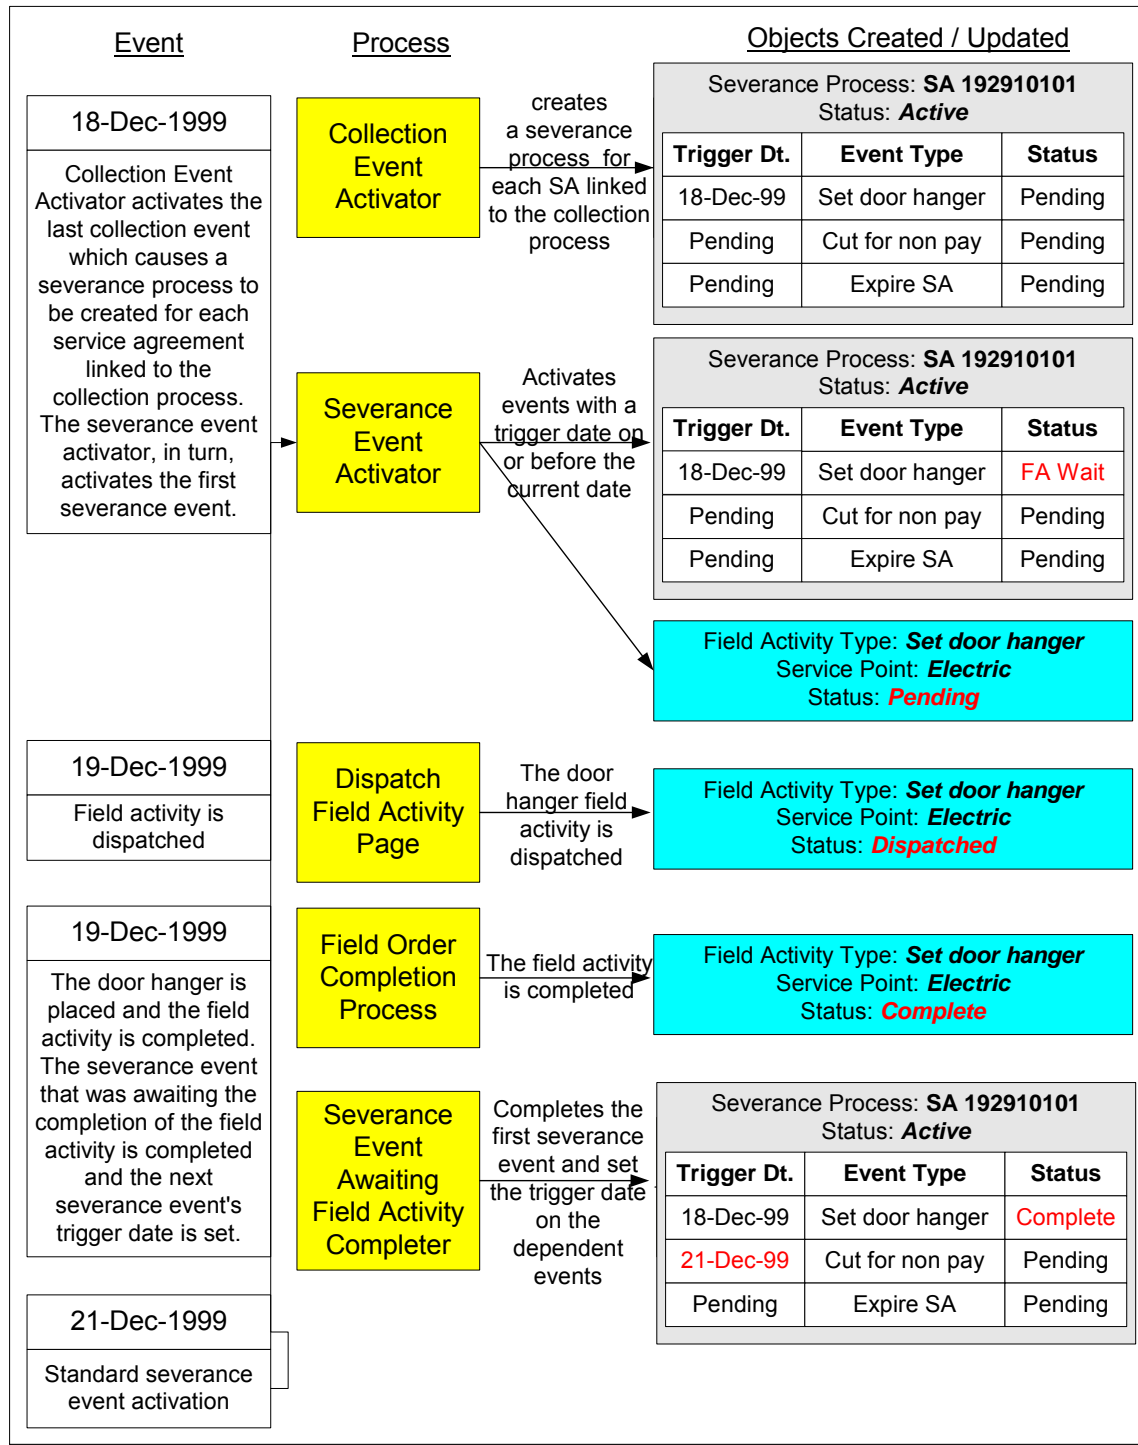 Event
Process
Objects Created / Updated
18-Dec-1999
Collection Event
Activator activates the
last collection event
which causes a
severance process to
be created for each
service agreement
linked to the
collection process.
The severance event
activator, in turn,
activates the first
severance event.
Collection
Event
Activator
creates
a severance
process for
each SA linked
to the collection
process
Severance Process: SA 192910101
Status: Active
Trigger Dt. Event Type Status
18-Dec-99 Set door hanger Pending
Pending Cut for non pay Pending
Pending Expire SA Pending
Severance
Event
Activator
Activates
events with a
trigger date on
or before the
current date
Severance Process: SA 192910101
Status: Active
Trigger Dt. Event Type Status
18-Dec-99 Set door hanger FA Wait
Pending Cut for non pay Pending
Pending Expire SA Pending
Field Activity Type: Set door hanger
Service Point: Electric
Status: Pending
19-Dec-1999
Field activity is
dispatched
Dispatch
Field Activity
Page
The door
hanger field
activity is
dispatched
Field Activity Type: Set door hanger
Service Point: Electric
Status: Dispatched
19-Dec-1999
The door hanger is
placed and the field
activity is completed.
The severance event
that was awaiting the
completion of the field
activity is completed
and the next
severance event's
trigger date is set.
Field Order
Completion
Process
The field activity
is completed
Field Activity Type: Set door hanger
Service Point: Electric
Status: Complete
Severance
Event
Awaiting
Field Activity
Completer
Completes the
first severance
event and set
the trigger date
on the
dependent
events
Severance Process: SA 192910101
Status: Active
Trigger Dt. Event Type Status
18-Dec-99 Set door hanger Complete
21-Dec-99 Cut for non pay Pending
Pending Expire SA Pending
21-Dec-1999
Standard severance
event activation